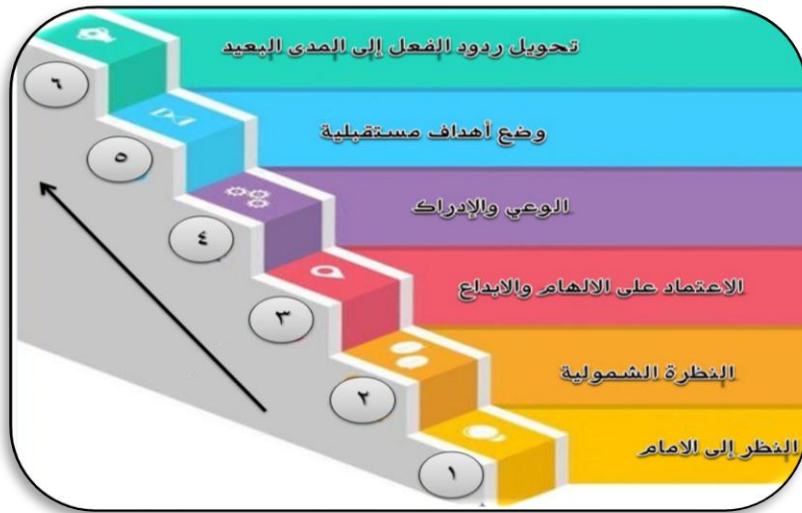 تحويل ردود الفعل إلى المدى البعيد
٦
وضع أهداف مستقبلية
٥
الوعي والإدراك
٤
الاعتماد على الالهام والابداع
٣
النظرة الشمولية
٢
النظر إلى الامام
١